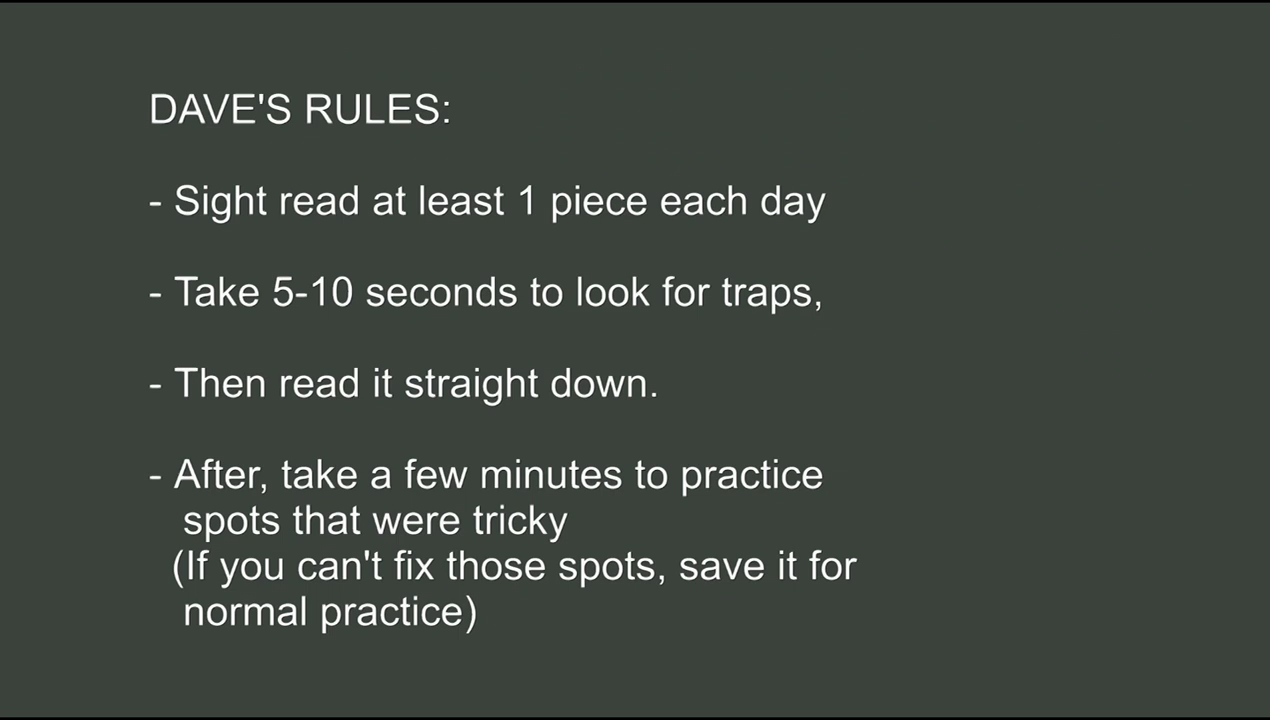 DAVE'S RULES:
- Sight read at least 1 piece each day
- Take 5-10 seconds to look for traps,
- Then read it straight down.
- After, take a few minutes to practice
spots that were tricky
(If you can't fix those spots, save it for
normal practice)